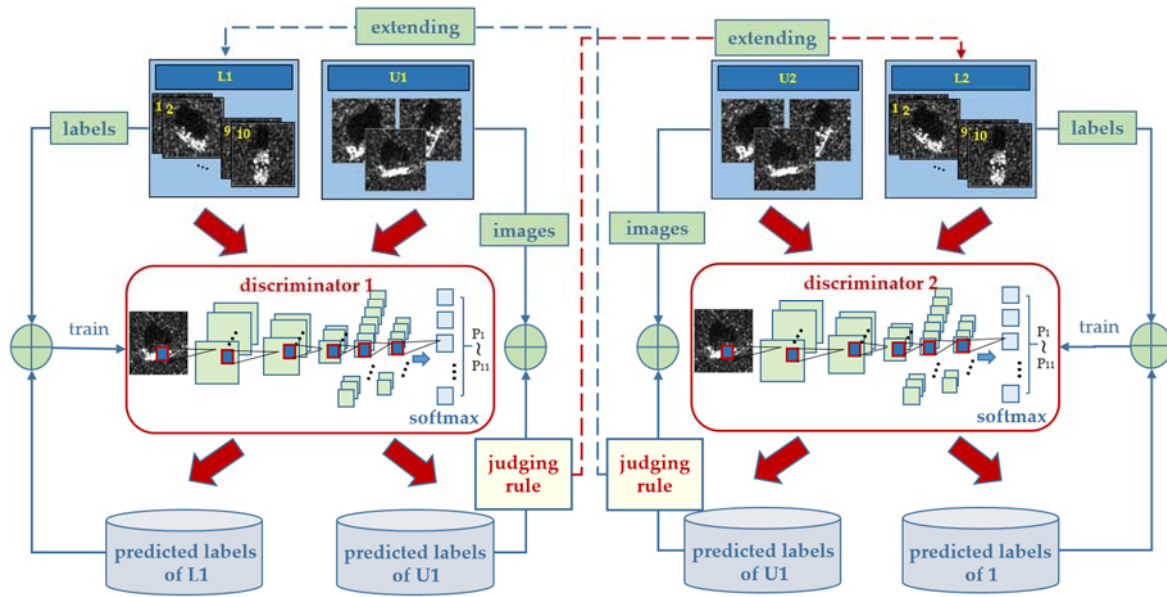 extending
extending
L1
U1
U2
L2
1
2
9
10
...
1
2
9
10
...
labels
labels
images
images
discriminator 1
discriminator 2
train
train
P1
~
P11
P1
~
P11
softmax
softmax
judging
rule
judging
rule
predicted labels
of L1
predicted labels
of U1
predicted labels
of U1
predicted labels
of 1